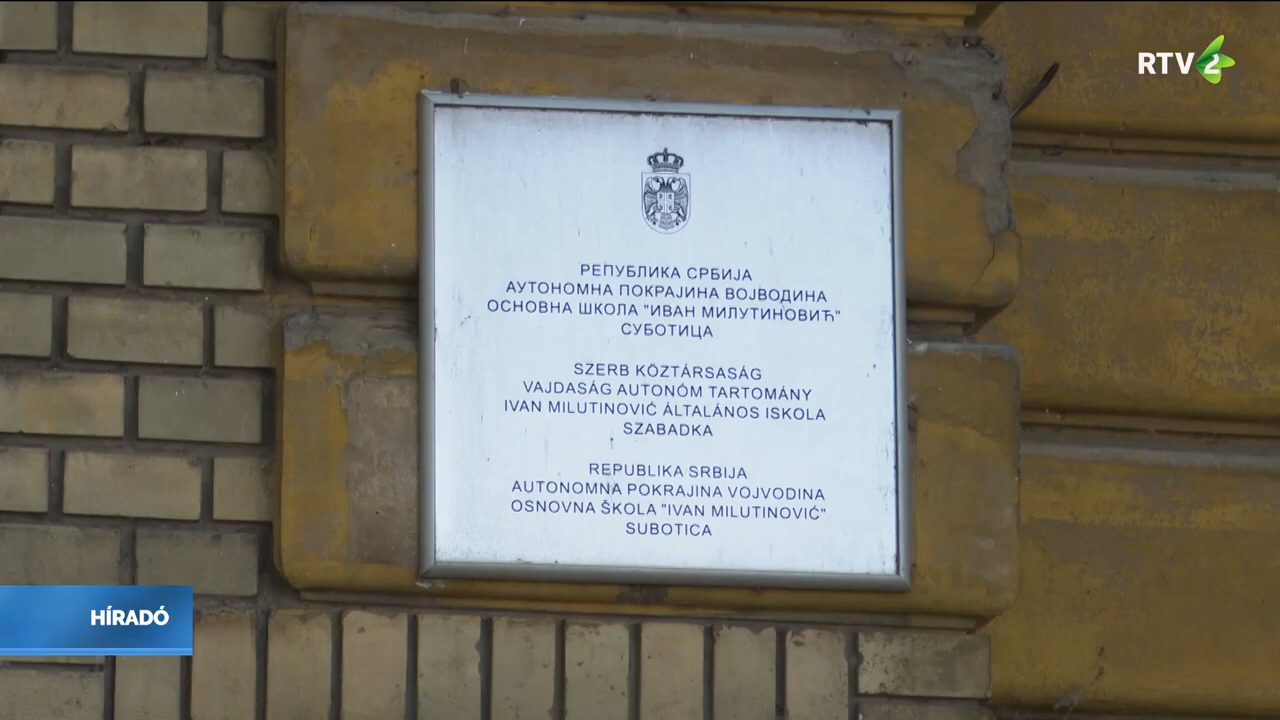 RTV2
РЕПУБЛИКА СРБИЈА
АУТОНОМНА ПОКРАЈИНА ВОЈВОДИНА
ОСНОВНА ШКОЛА "ИВАН МИЛУТИНОВИЋ"
СУБОТИЦА
SZERB KÖZTÁRSASÁG
VAJDASÁG AUTONÓM TARTOMÁNY
IVAN MILUTINOVIĆ ÁLTALÁNOS ISKOLA
SZABADKA
REPUBLIKA SRBIJA
AUTONOMNA POKRAJINA VOJVODINA
OSNOVNA ŠKOLA "IVAN MILUTINOVIĆ"
SUBOTICA
HÍRADÓ